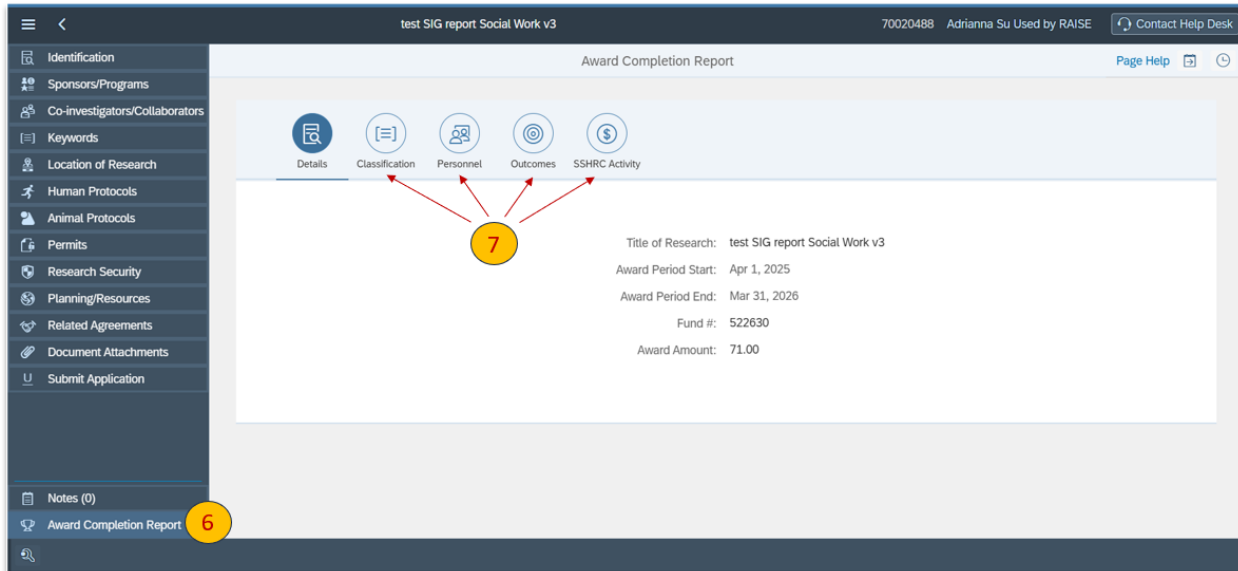 test SIG report Social Work v3
70020488 Adrianna Su Used by RAISE
Contact Help Desk
Identification
Sponsors/Programs
Co-investigators/Collaborators
Keywords
Location of Research
Human Protocols
Animal Protocols
Permits
Research Security
Planning/Resources
Related Agreements
Document Attachments
U Submit Application
Notes (0)
Award Completion Report
6
Award Completion Report
Page Help
Details
Classification
Personnel
Outcomes
SSHRC Activity
7
Title of Research: test SIG report Social Work v3
Award Period Start: Apr 1, 2025
Award Period End: Mar 31, 2026
Fund #: 522630
Award Amount: 71.00